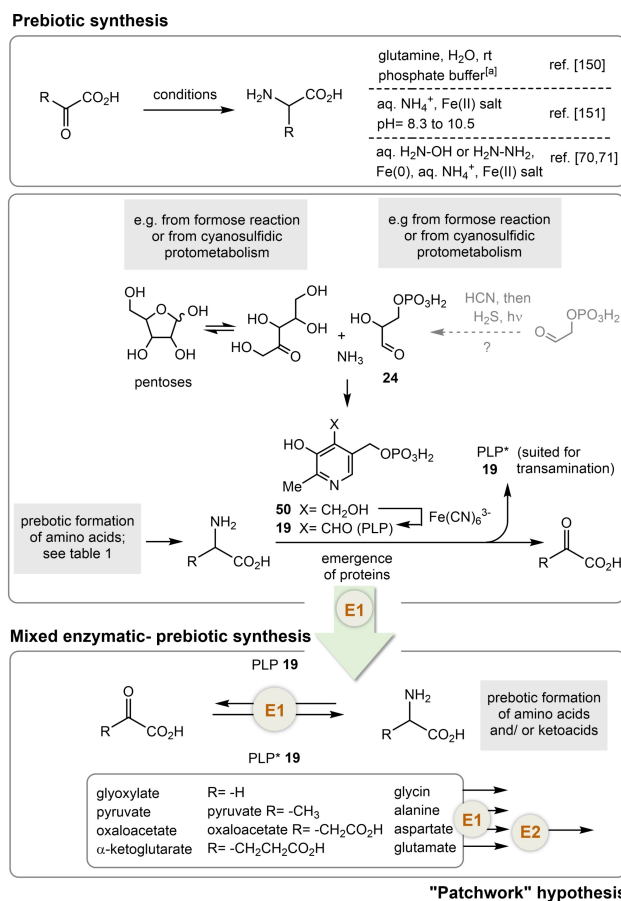 Prebiotic synthesis
R
CO₂H
O
conditions
H₂N
CO₂H
R
glutamine, H₂O, rt
phosphate buffer[a]
ref. [150]
aq. NH₄⁺, Fe(II) salt
pH= 8.3 to 10.5
ref. [151]
aq. H₂N-OH or H₂N-NH₂,
Fe(0), aq. NH₄⁺, Fe(II) salt
ref. [70,71]
e.g. from formose reaction
or from cyanosulfidic
protometabolism
e.g from formose reaction
or from cyanosulfidic
protometabolism
OH
O
OH
HO
OH
pentoses
OH
OH
OH
HO
O
+
NH₃
OPO₃H₂
HO
O
24
HCN, then
H₂S, hν
?
OPO₃H₂
O
X
HO
OPO₃H₂
Me
N
50 X= CH₂OH
19 X= CHO (PLP)
Fe(CN)₆³⁻
PLP* (suited for
19 transamination)
prebotic formation
of amino acids;
see table 1
NH₂
R
CO₂H
emergence
of proteins
O
R
CO₂H
E1
Mixed enzymatic- prebiotic synthesis
O
R
CO₂H
PLP 19
E1
PLP* 19
NH₂
R
CO₂H
prebotic formation
of amino acids
and/ or ketoacids
glyoxylate R= -H glycin
pyruvate pyruvate R= -CH₃ alanine
oxaloacetate oxaloacetate R= -CH₂CO₂H aspartate
α-ketoglutarate R= -CH₂CH₂CO₂H glutamate
E1
E2
"Patchwork" hypothesis